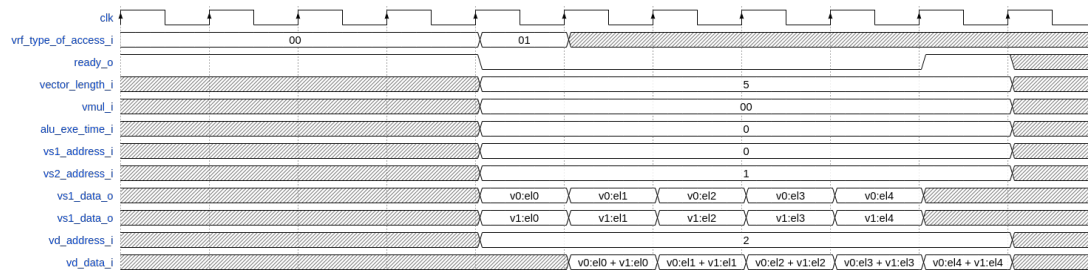 clk
vrf_type_of_access_i 00 01
ready_o
vector_length_i 5
vmul_i 00
alu_exe_time_i 0
vs1_address_i 0
vs2_address_i 1
vs1_data_o v0:el0 v0:el1 v0:el2 v0:el3 v0:el4
vs1_data_o v1:el0 v1:el1 v1:el2 v1:el3 v1:el4
vd_address_i 2
vd_data_i v0:el0 + v1:el0 v0:el1 + v1:el1 v0:el2 + v1:el2 v0:el3 + v1:el3 v0:el4 + v1:el4